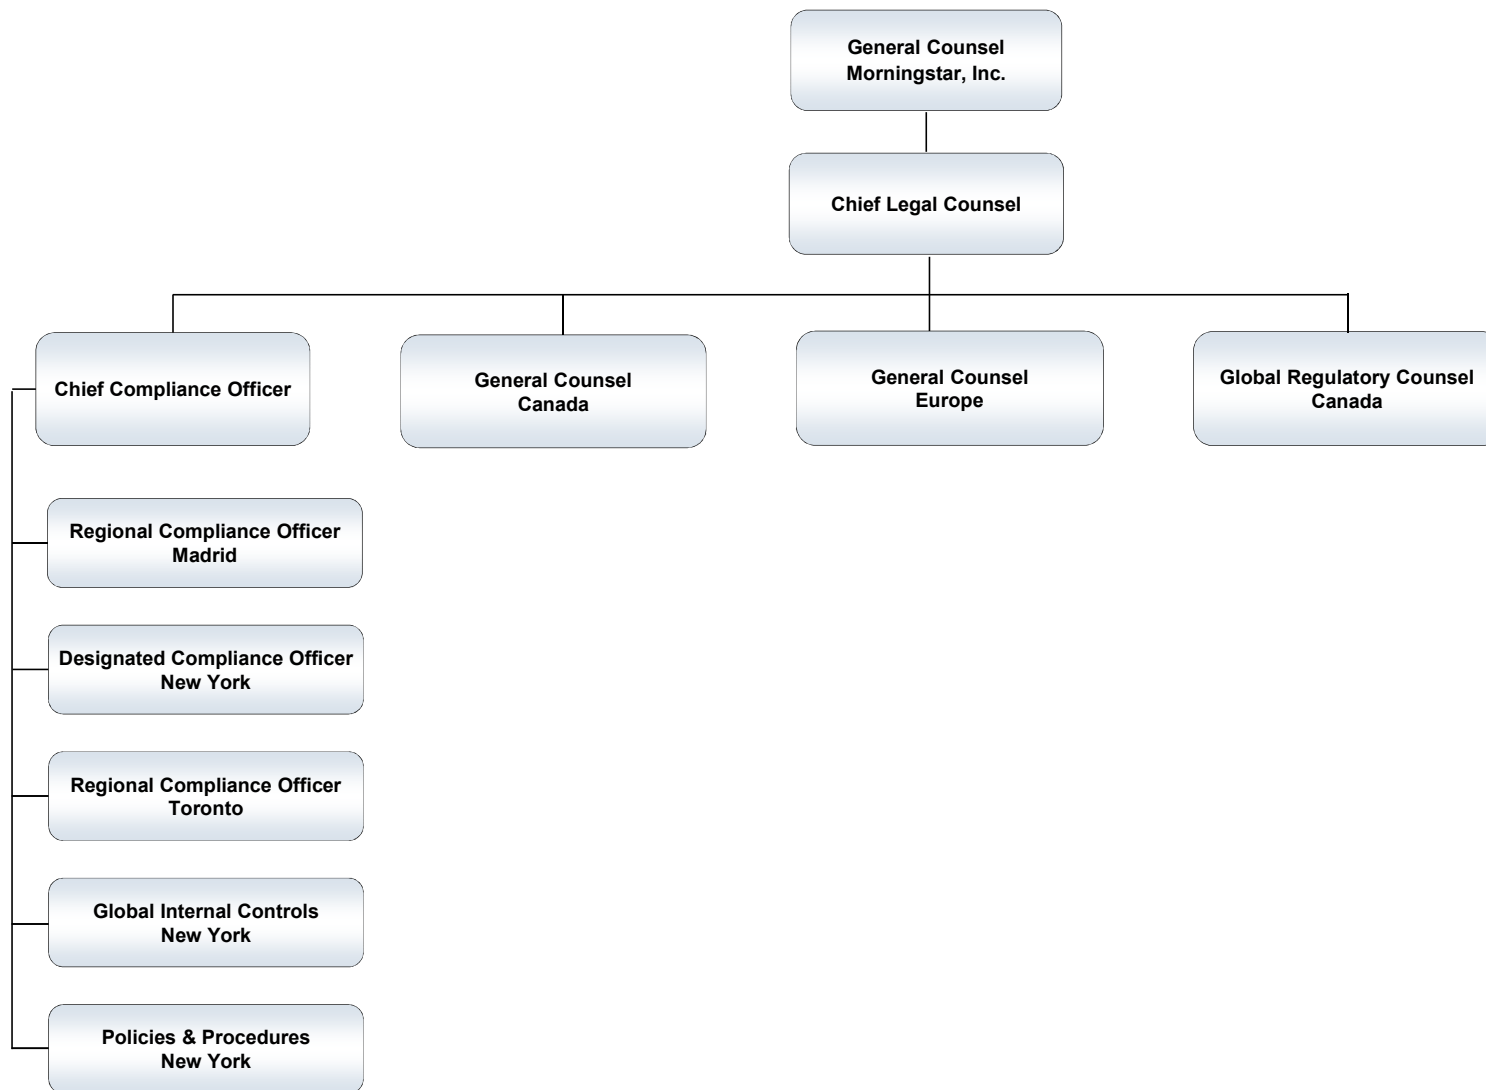 General Counsel
Morningstar, Inc.
Chief Legal Counsel
Chief Compliance Officer
General Counsel
Canada
General Counsel
Europe
Global Regulatory Counsel
Canada
Regional Compliance Officer
Madrid
Designated Compliance Officer
New York
Regional Compliance Officer
Toronto
Global Internal Controls
New York
Policies & Procedures
New York